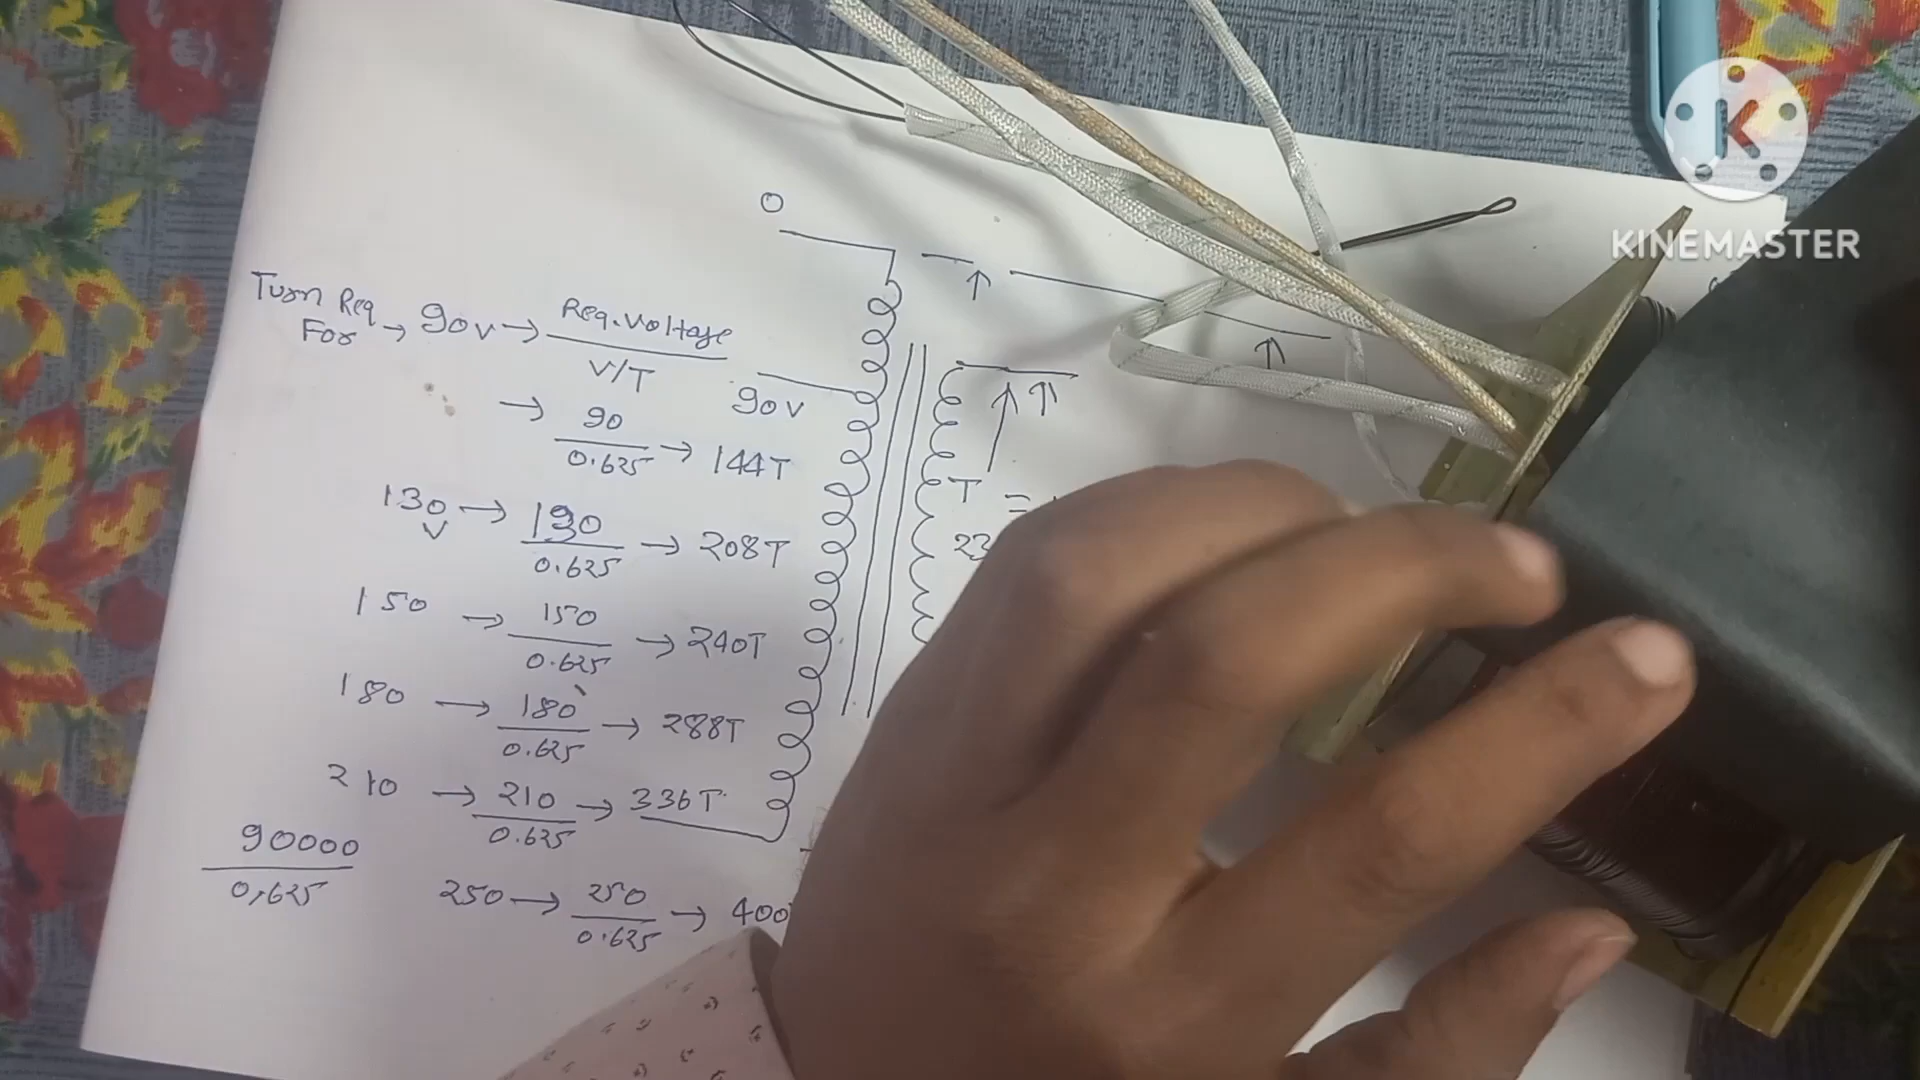 0
Turn Req For → 90V → Req. Voltage / V/T
90V
→ 90 / 0.625 → 144T
130V → 130 / 0.625 → 208T
T =
150 → 150 / 0.625 → 240T
180 → 180 / 0.625 → 288T
210 → 210 / 0.625 → 336T
90000 / 0.625
250 → 250 / 0.625 → 400
KINEMASTER